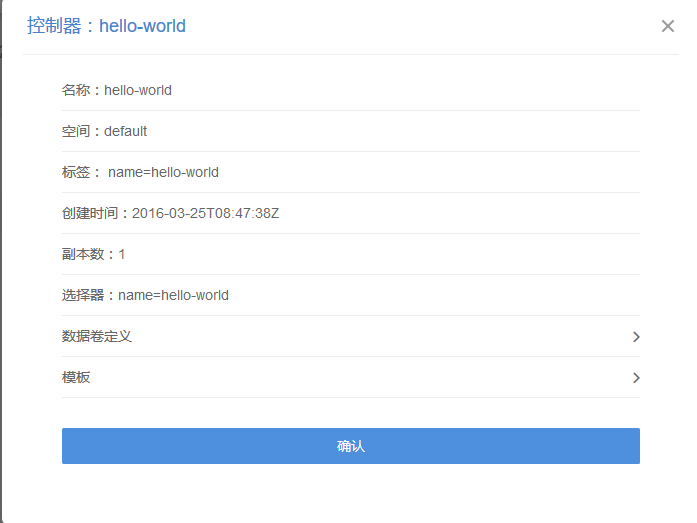 控制器：hello-world
名称：hello-world
空间：default
标签： name=hello-world
创建时间：2016-03-25T08:47:38Z
副本数：1
选择器：name=hello-world
数据卷定义
模板
确认